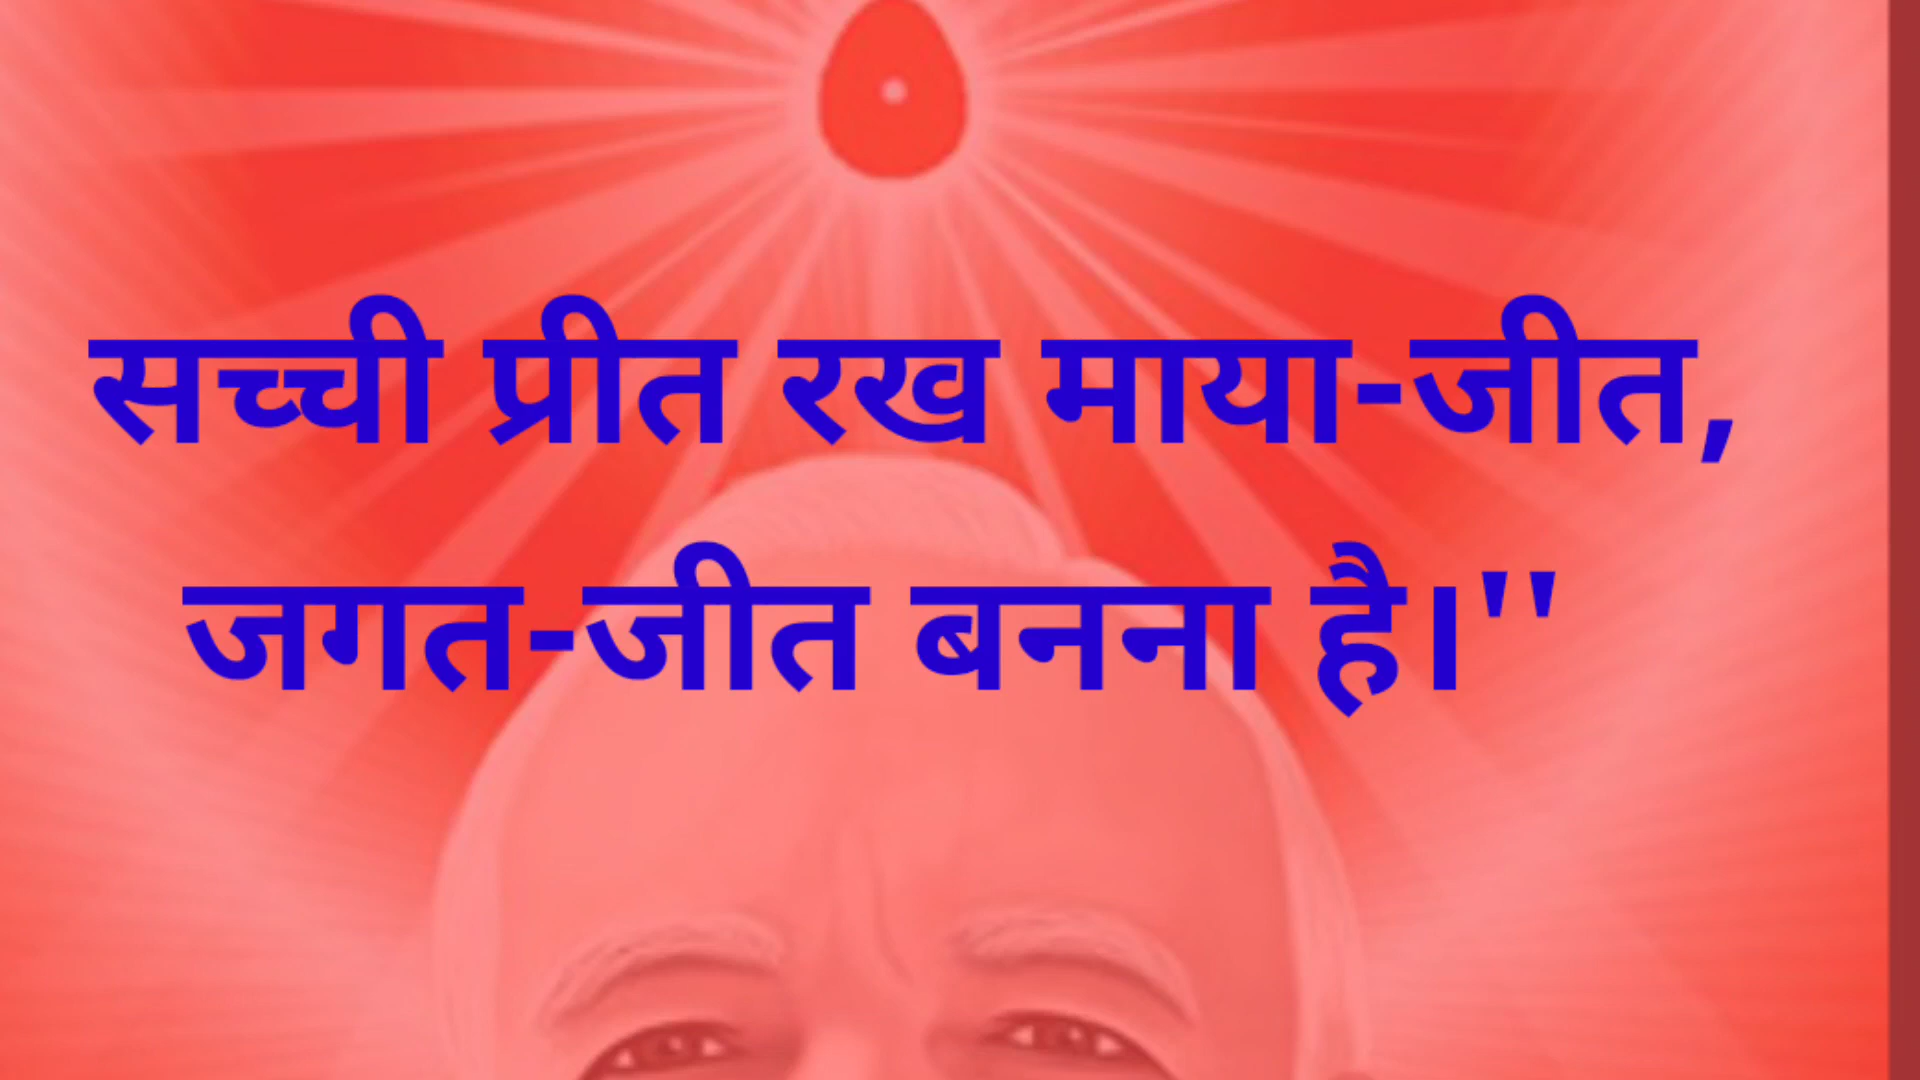 सच्ची प्रीत रख माया-जीत,
जगत-जीत बनना है।''